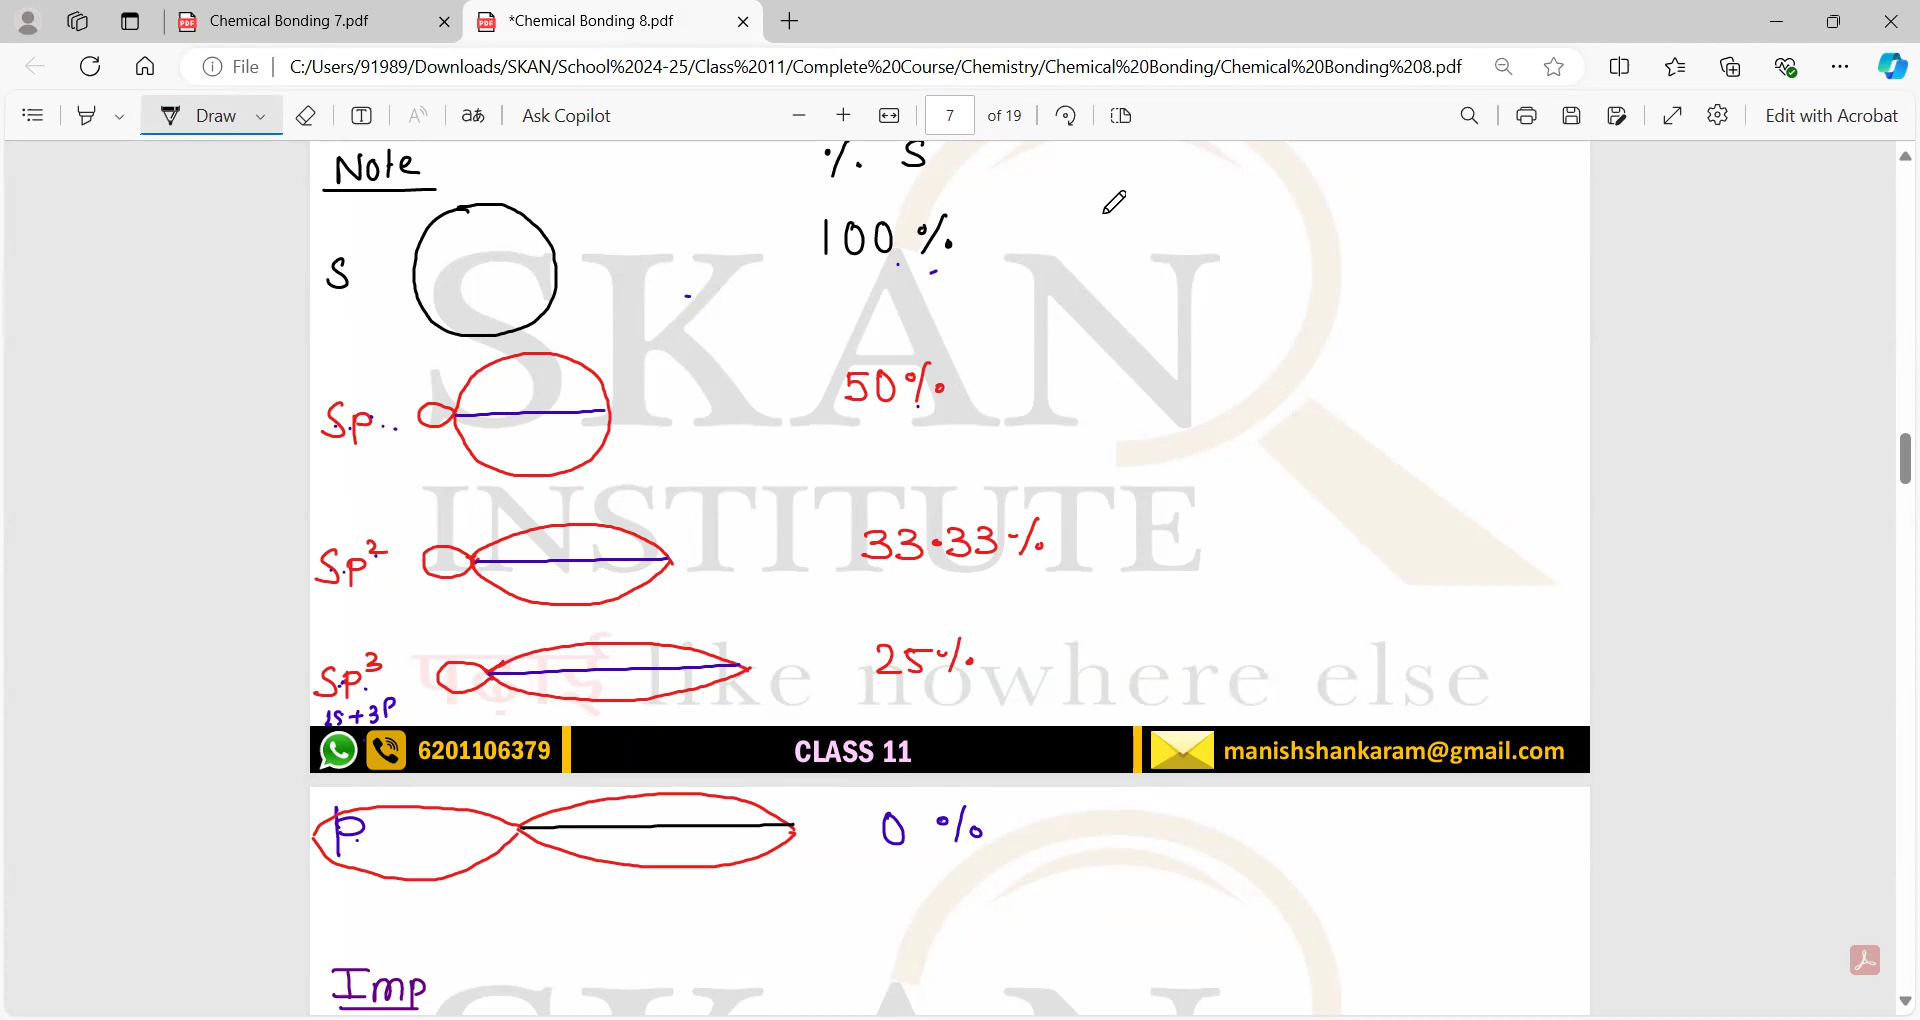 Chemical Bonding 7.pdf
*Chemical Bonding 8.pdf
File
C:/Users/91989/Downloads/SKAN/School%2024-25/Class%2011/Complete%20Course/Chemistry/Chemical%20Bonding/Chemical%20Bonding%208.pdf
Draw
Ask Copilot
7 of 19
Edit with Acrobat
Note
% S
S
100 %
SKAN
Sp
50%
INSTITUTE
Sp²
33.33%
Sp³
25%
1S+3P
पढ़ाई like nowhere else
6201106379
CLASS 11
manishshankaram@gmail.com
p
0 %
Imp